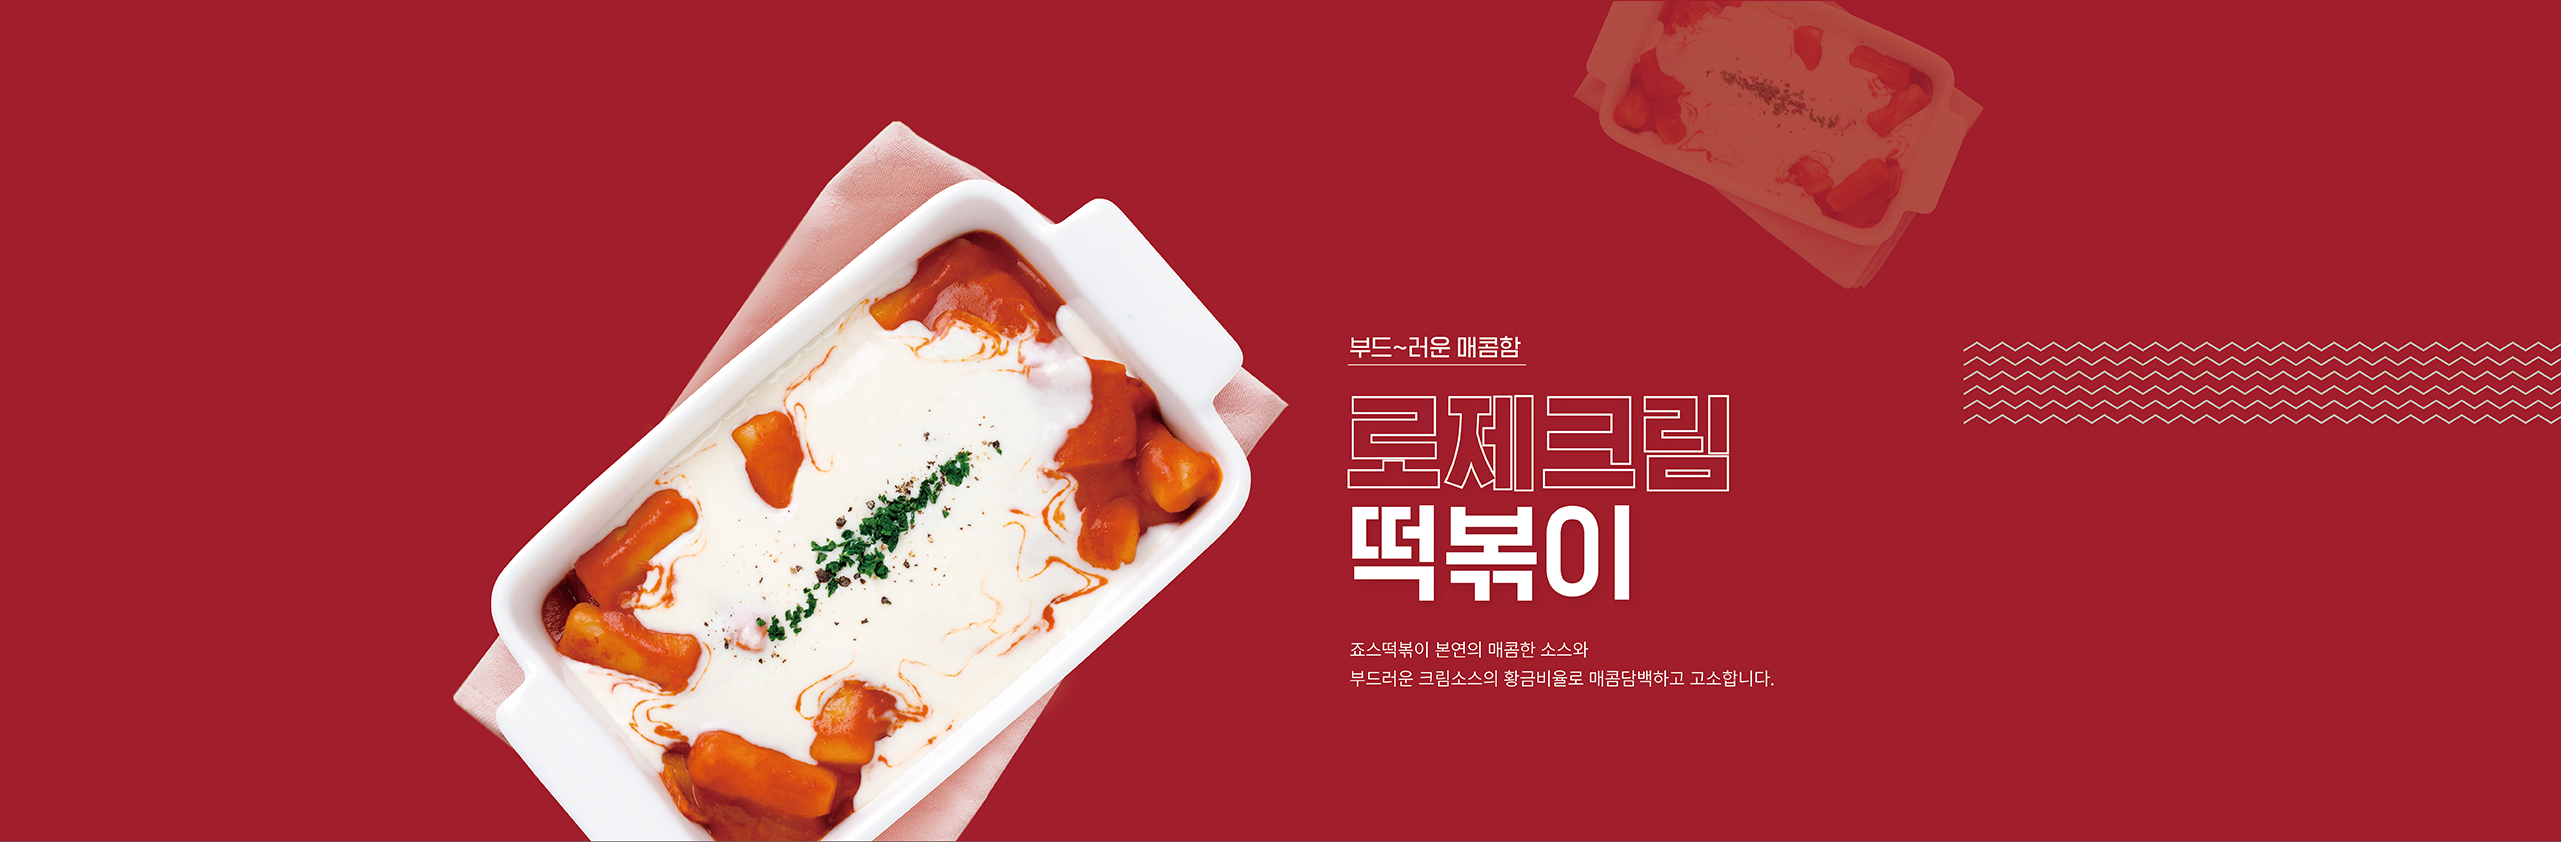 부드~러운 매콤함
로제크림
떡볶이
죠스떡볶이 본연의 매콤한 소스와
부드러운 크림소스의 황금비율로 매콤담백하고 고소합니다.